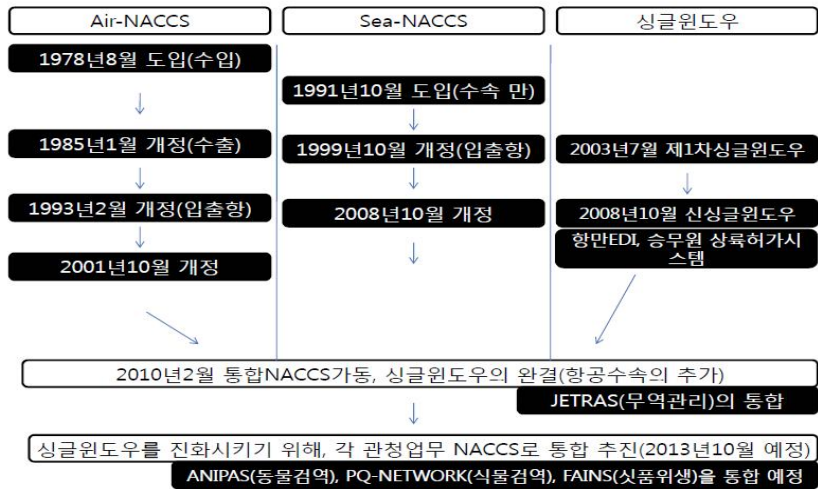 Air-NACCS
1978년8월 도입(수입)
1985년1월 개정(수출)
1993년2월 개정(입출항)
2001년10월 개정
Sea-NACCS
1991년10월 도입(수속 만)
1999년10월 개정(입출항)
2008년10월 개정
싱글윈도우
2003년7월 제1차싱글윈도우
2008년10월 신싱글윈도우
항만EDI, 승무원 상륙허가시
스템
2010년2월 통합NACCS가동, 싱글윈도우의 완결(항공수속의 추가)
JETRAS(무역관리)의 통합
싱글윈도우를 진화시키기 위해, 각 관청업무 NACCS로 통합 추진(2013년10월 예정)
ANIPAS(동물검역), PQ-NETWORK(식물검역), FAINS(싯품위생)을 통합 예정